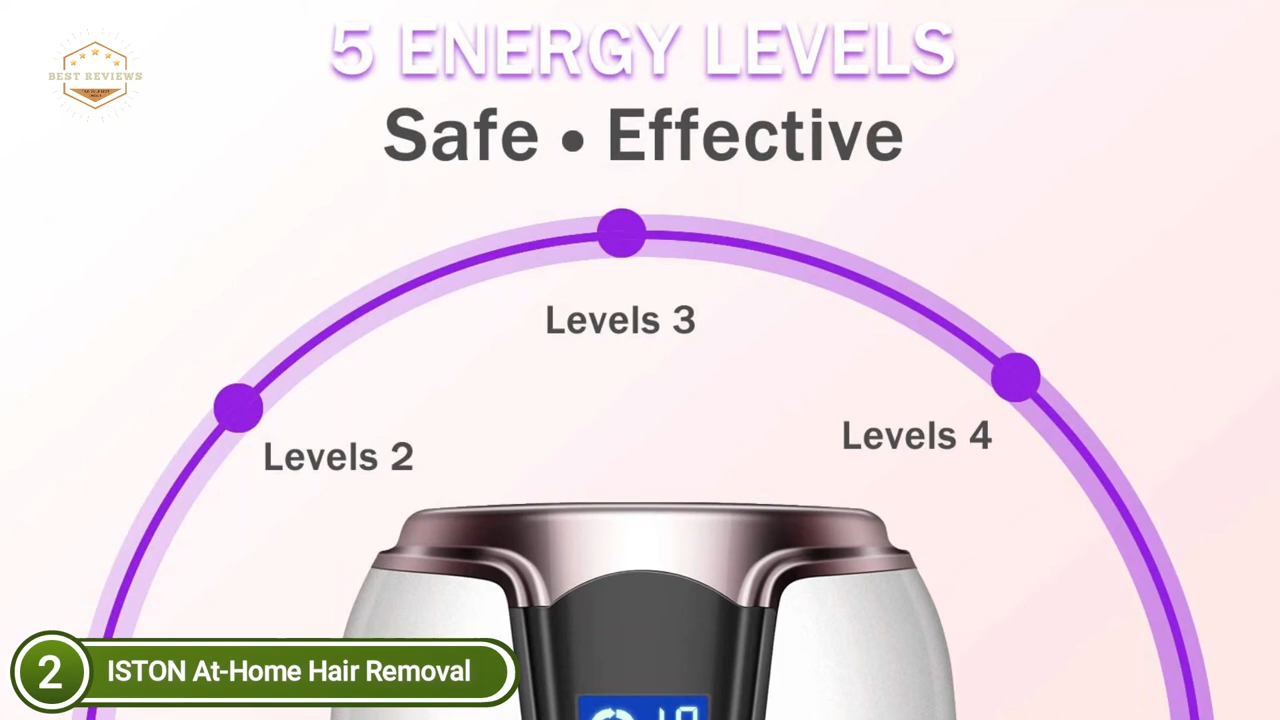 5 ENERGY LEVELS
BEST REVIEWS
Safe • Effective
Levels 3
Levels 4
Levels 2
2
ISTON At-Home Hair Removal